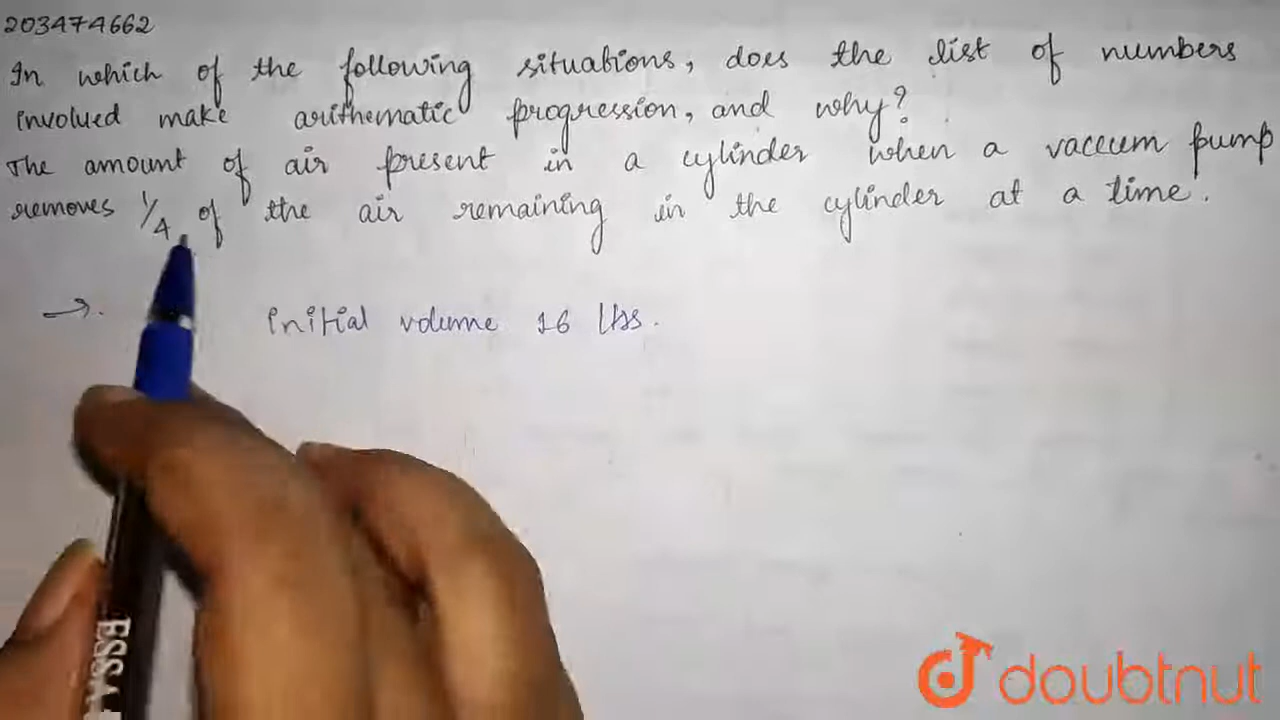 203474662
In which of the following situations, does the list of numbers
involved make arithematic progression, and why?
The amount of air present in a cylinder when a vaccum pump
removes 1/4 of the air remaining in the cylinder at a time.
→. initial volume 16 ltrs.
ESSA
doubtnut